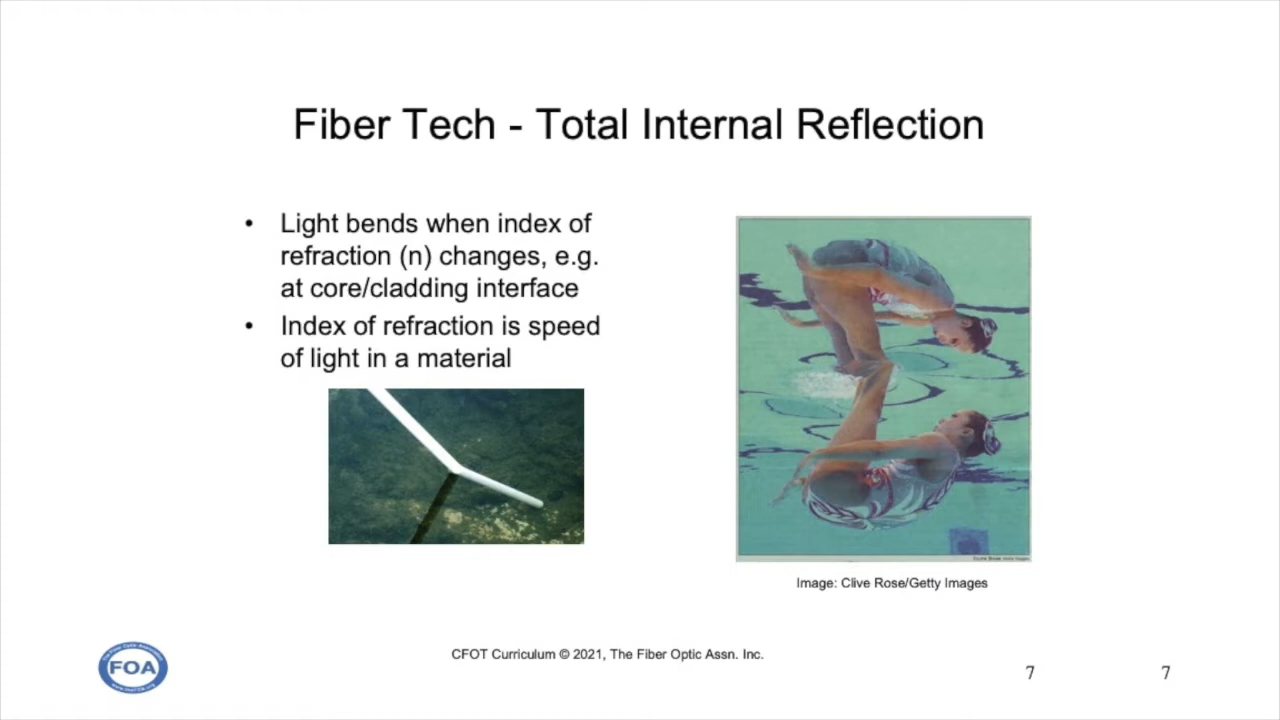 Fiber Tech - Total Internal Reflection
• Light bends when index of
refraction (n) changes, e.g.
at core/cladding interface
• Index of refraction is speed
of light in a material
Image: Clive Rose/Getty Images
FOA
CFOT Curriculum © 2021, The Fiber Optic Assn. Inc.
7
7